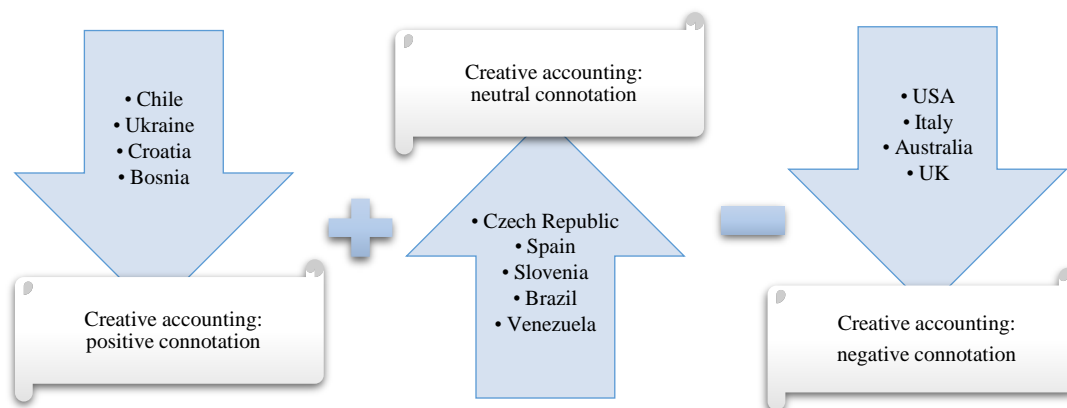 • Chile
• Ukraine
• Croatia
• Bosnia
Creative accounting:
positive connotation
Creative accounting:
neutral connotation
• Czech Republic
• Spain
• Slovenia
• Brazil
• Venezuela
• USA
• Italy
• Australia
• UK
Creative accounting:
negative connotation